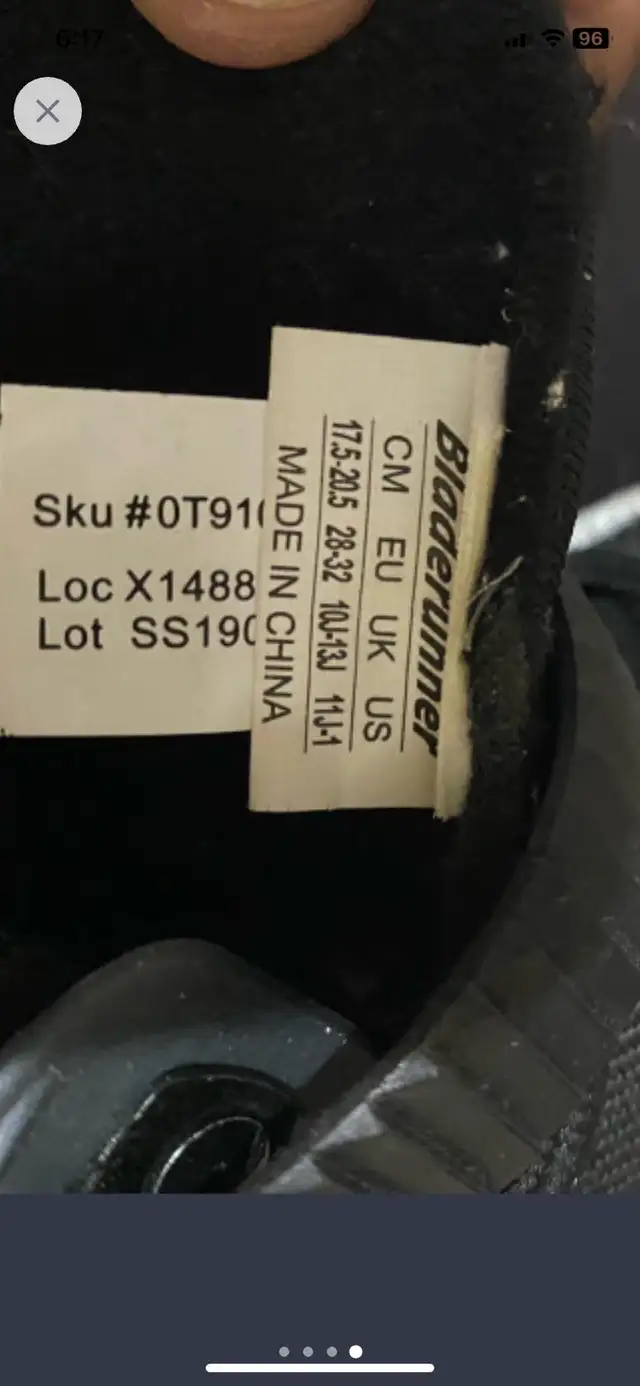 6:17
96
Sku #0T91
Loc X1488
Lot SS190
Bladerunner
CM EU UK US
17.5-20.5 28-32 10J-13J 11J-1
MADE IN CHINA